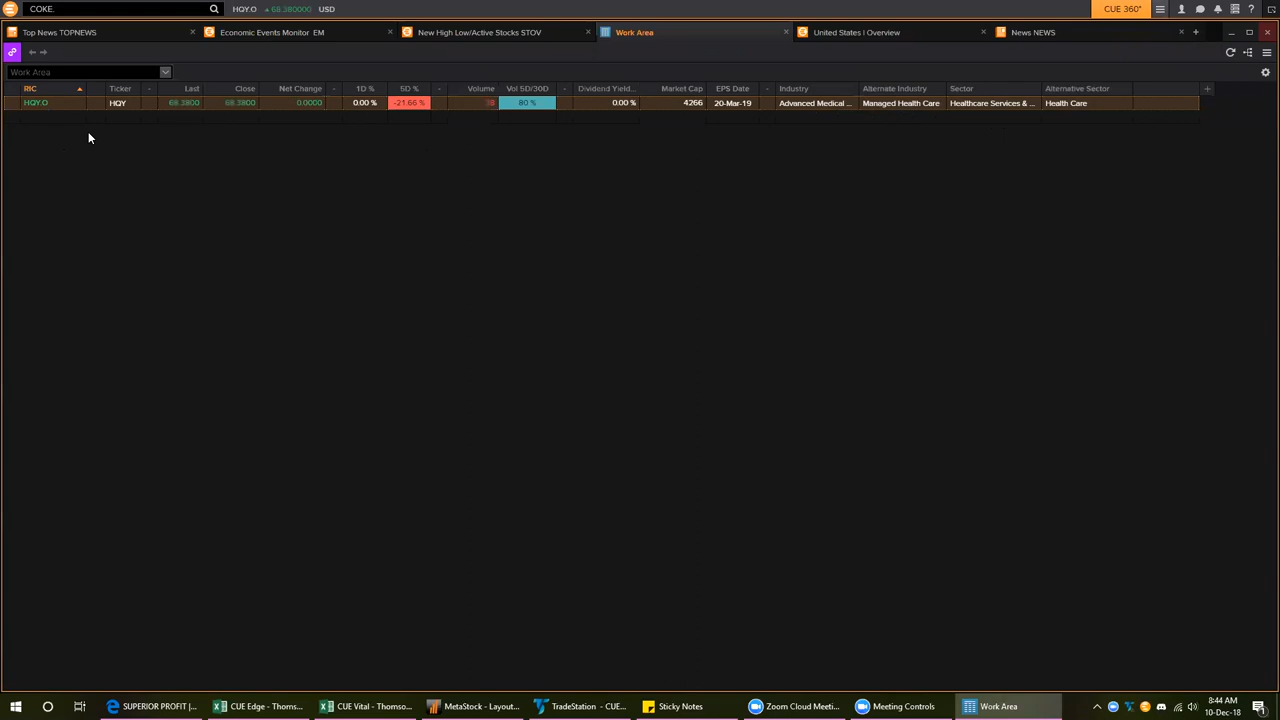 COKE.
HQY.O 68.380000 USD
CUE 360°
Top News TOPNEWS
Economic Events Monitor EM
New High Low/Active Stocks STOV
Work Area
United States | Overview
News NEWS
Work Area
RIC Ticker - Last Close Net Change - 1D % 5D % - Volume Vol 5D/30D - Dividend Yield... Market Cap EPS Date - Industry Alternate Industry Sector Alternative Sector
HQY.O HQY 68.3800 68.3800 0.0000 0.00 % -21.66 % 80 % 0.00 % 4266 20-Mar-19 Advanced Medical ... Managed Health Care Healthcare Services & ... Health Care
SUPERIOR PROFIT |...
CUE Edge - Thoms...
CUE Vital - Thomso...
MetaStock - Layout...
TradeStation - CUE...
Sticky Notes
Zoom Cloud Meeti...
Meeting Controls
Work Area
8:44 AM
10-Dec-18